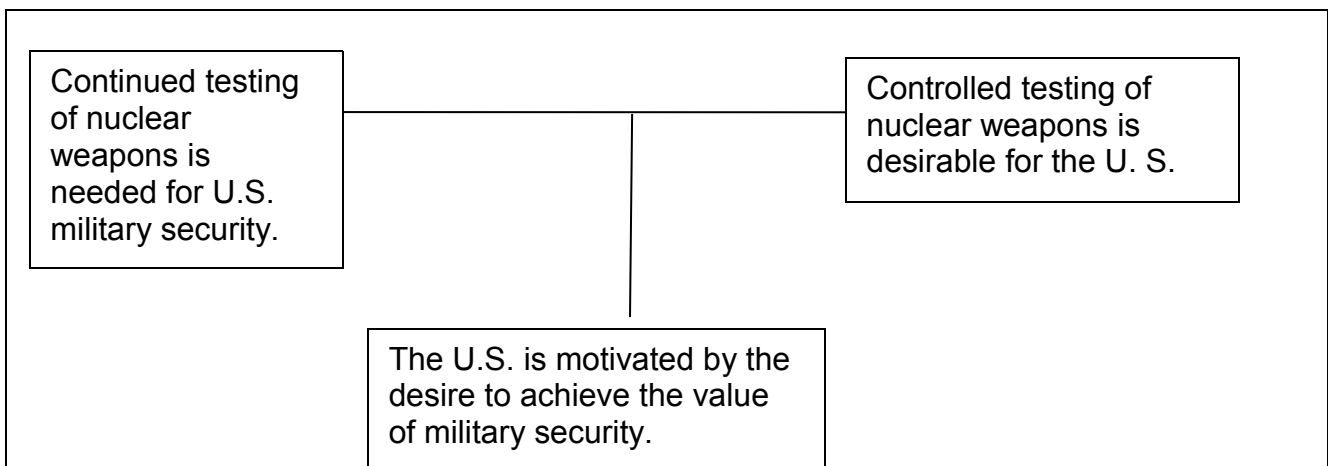 Continued testing
of nuclear
weapons is
needed for U.S.
military security.
Controlled testing of
nuclear weapons is
desirable for the U. S.
The U.S. is motivated by the
desire to achieve the value
of military security.